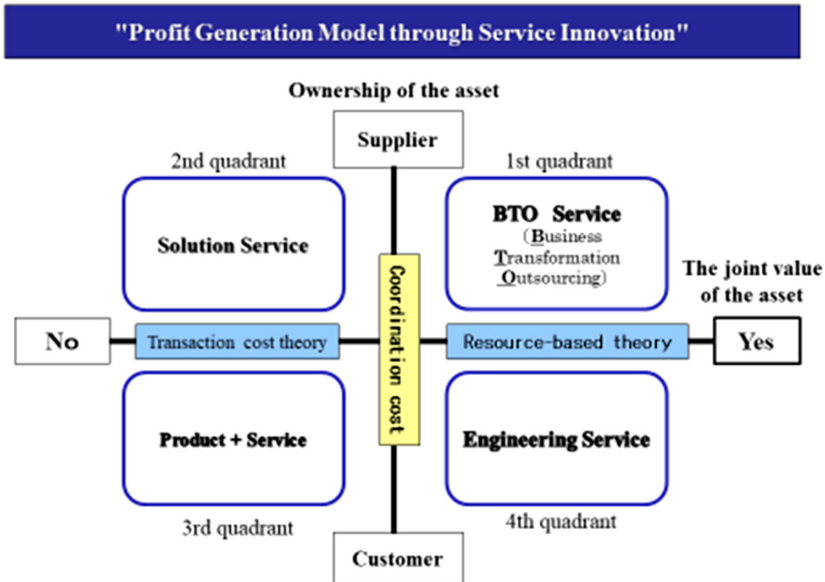 "Profit Generation Model through Service Innovation"
Ownership of the asset
Supplier
2nd quadrant
1st quadrant
Solution Service
BTO Service
(Business
Transformation
Outsourcing)
The joint value
of the asset
Coordination cost
No
Transaction cost theory
Resource-based theory
Yes
Product + Service
Engineering Service
3rd quadrant
4th quadrant
Customer